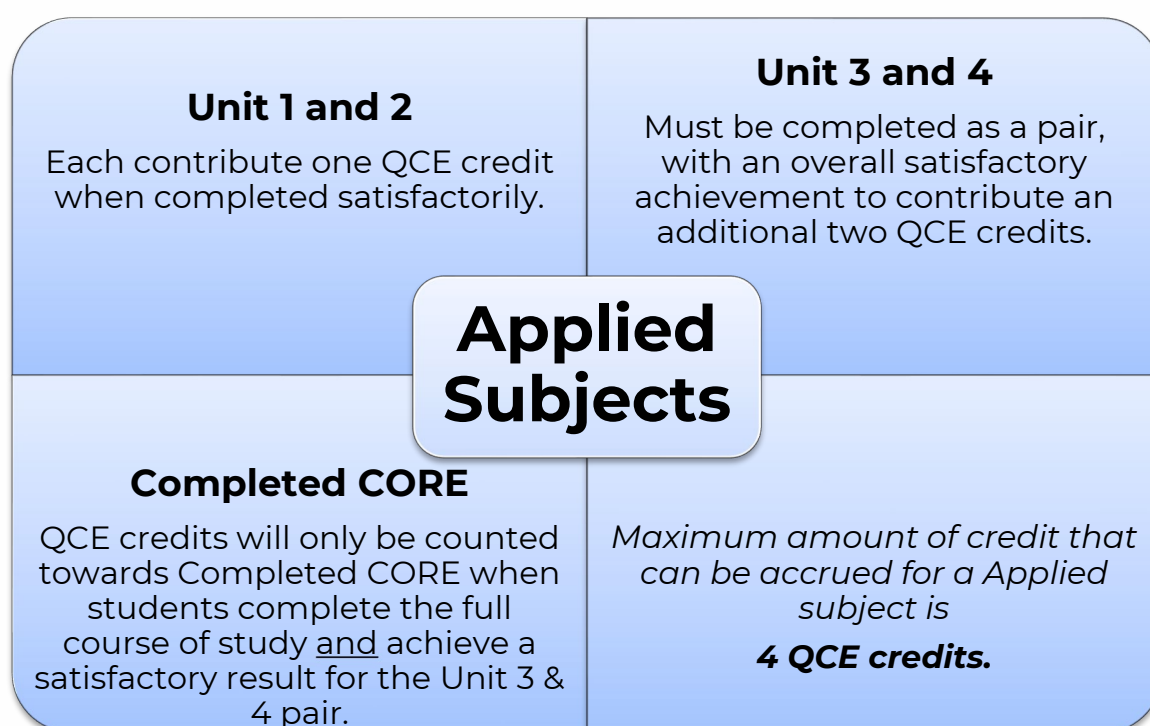 Unit 1 and 2
Each contribute one QCE credit
when completed satisfactorily.
Unit 3 and 4
Must be completed as a pair,
with an overall satisfactory
achievement to contribute an
additional two QCE credits.
Applied
Subjects
Completed CORE
QCE credits will only be counted
towards Completed CORE when
students complete the full
course of study and achieve a
satisfactory result for the Unit 3 &
4 pair.
Maximum amount of credit that
can be accrued for a Applied
subject is
4 QCE credits.